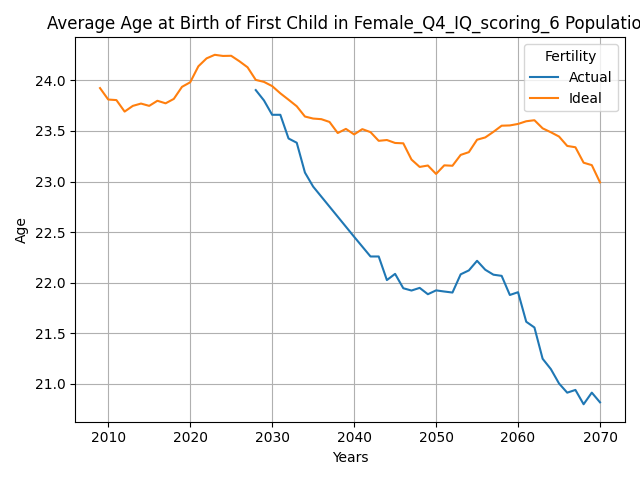 Average Age at Birth of First Child in Female_Q4_IQ_scoring_6 Populatio
Fertility
Actual
Ideal
24.0
23.5
23.0
22.5
22.0
21.5
21.0
Age
2010 2020 2030 2040 2050 2060 2070
Years